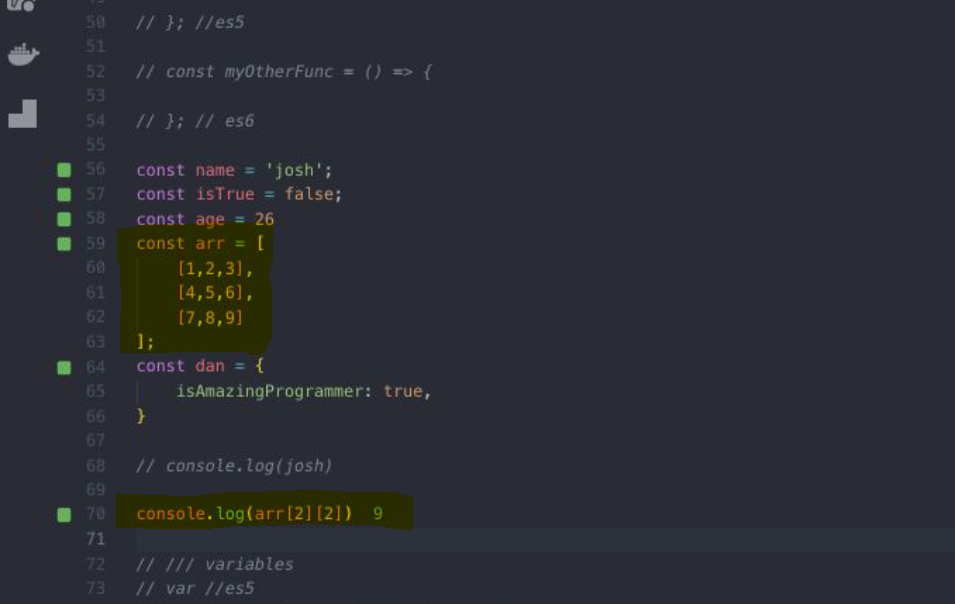 50 // }; //es5
51
52 // const myOtherFunc = () => {
53
54 // }; // es6
55
56 const name = 'josh';
57 const isTrue = false;
58 const age = 26
59 const arr = [
60 [1,2,3],
61 [4,5,6],
62 [7,8,9]
63 ];
64 const dan = {
65 isAmazingProgrammer: true,
66 }
67
68 // console.log(josh)
69
70 console.log(arr[2][2]) 9
71
72 // /// variables
73 // var //es5